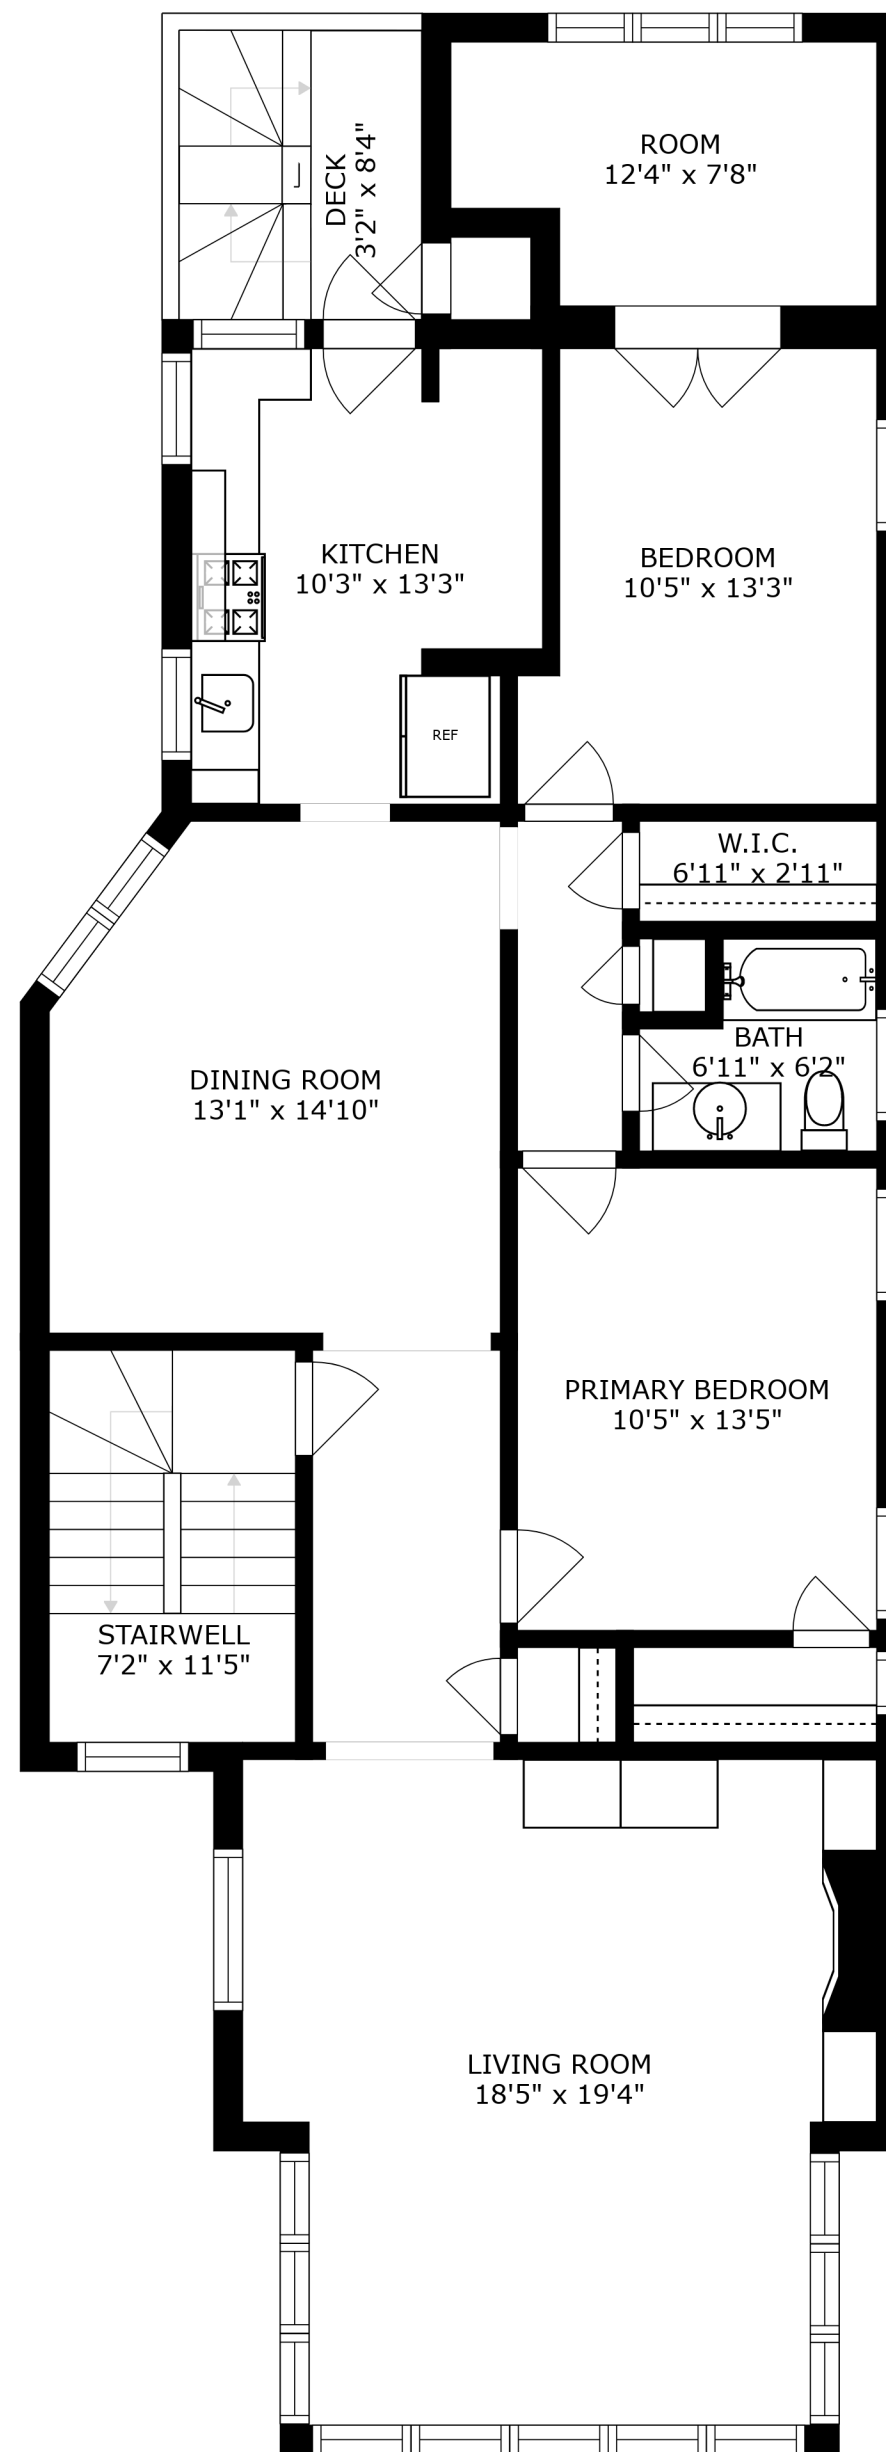 ROOM
12'4" x 7'8"
DECK
3'2" x 8'4"
KITCHEN
10'3" x 13'3"
BEDROOM
10'5" x 13'3"
REF
W.I.C.
6'11" x 2'11"
BATH
6'11" x 6'2"
DINING ROOM
13'1" x 14'10"
PRIMARY BEDROOM
10'5" x 13'5"
STAIRWELL
7'2" x 11'5"
LIVING ROOM
18'5" x 19'4"